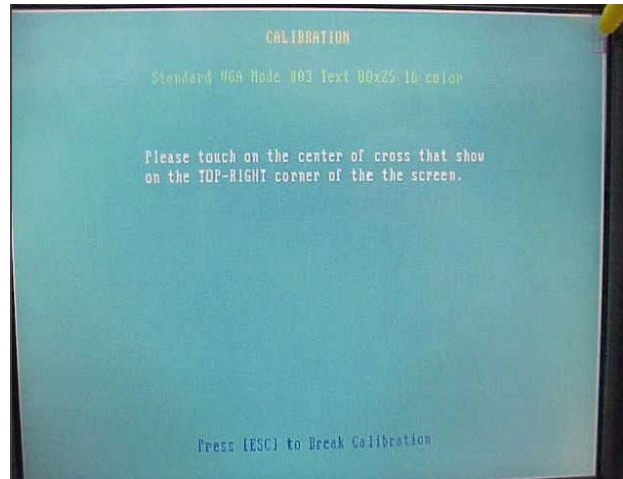 CALIBRATION
Standard VGA Mode #03 Text 80x25 16 color
Please touch on the center of cross that show
on the TOP-RIGHT corner of the the screen.
Press [ESC] to Break Calibration